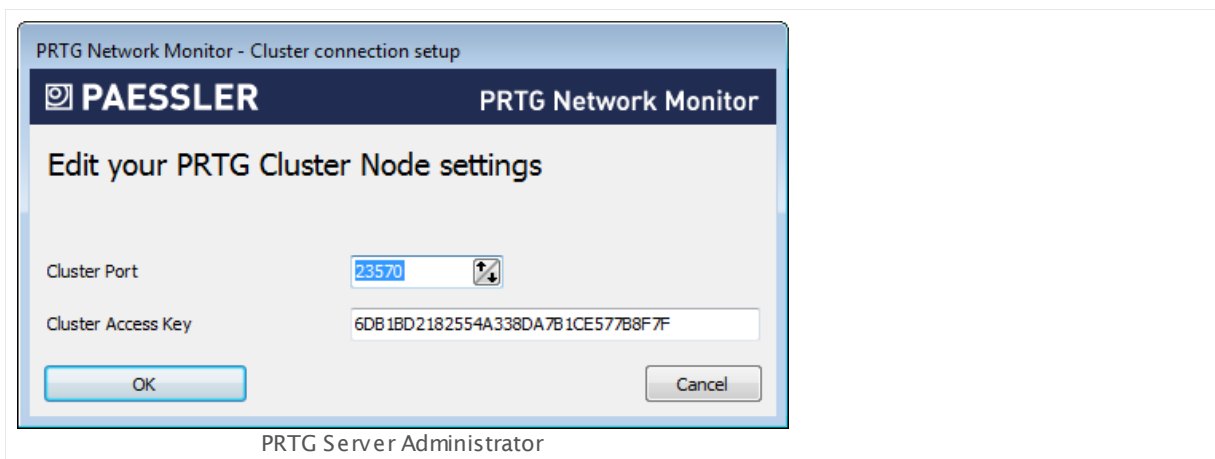 PRTG Network Monitor - Cluster connection setup
PAESSLER PRTG Network Monitor
Edit your PRTG Cluster Node settings
Cluster Port 23570
Cluster Access Key 6DB1BD2182554A338DA7B1CE577B8F7F
OK Cancel
PRTG Server Administrator